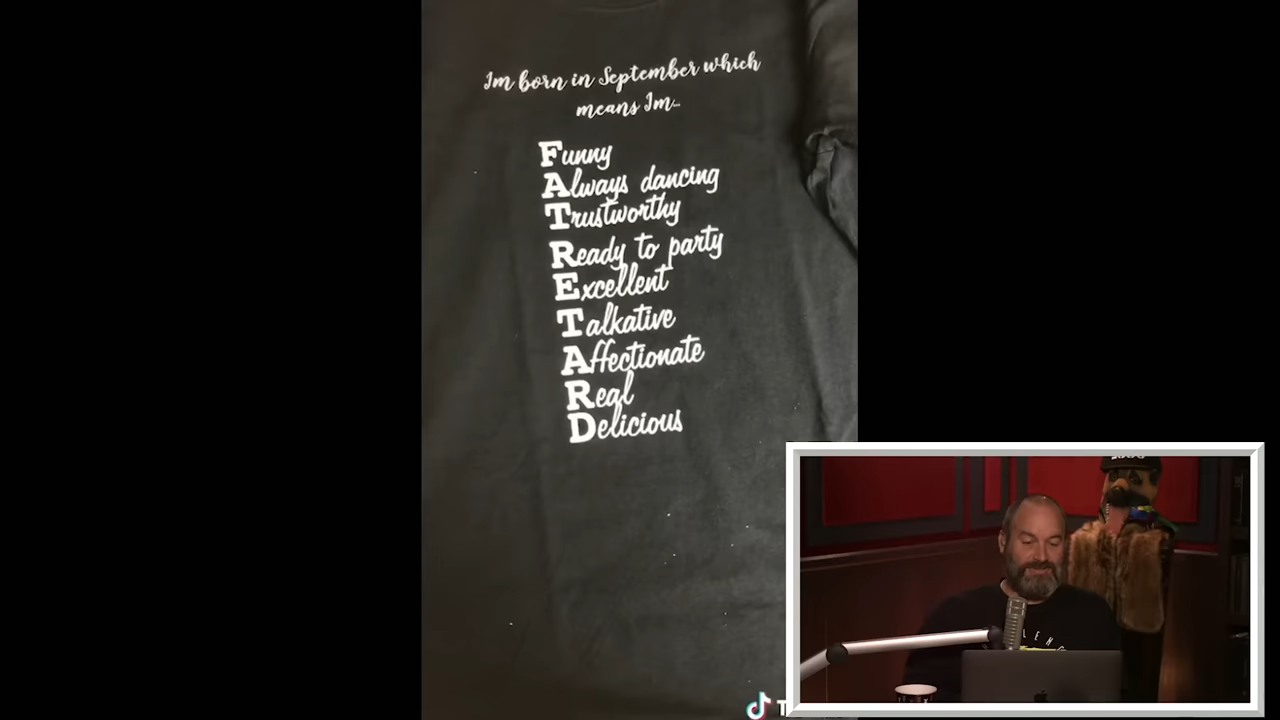 Im born in September which
means Im...
Funny
Always dancing
Trustworthy
Ready to party
Excellent
Talkative
Affectionate
Real
Delicious